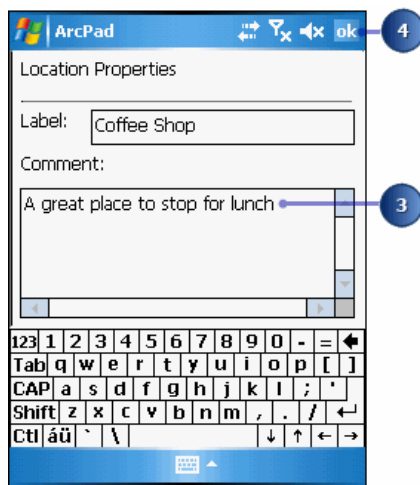 ArcPad ok 4
Location Properties
Label: Coffee Shop
Comment:
A great place to stop for lunch 3
123 1 2 3 4 5 6 7 8 9 0 - =
Tab q w e r t y u i o p [ ]
CAP a s d f g h j k l ; '
Shift z x c v b n m , . /
Ctl áü ` \